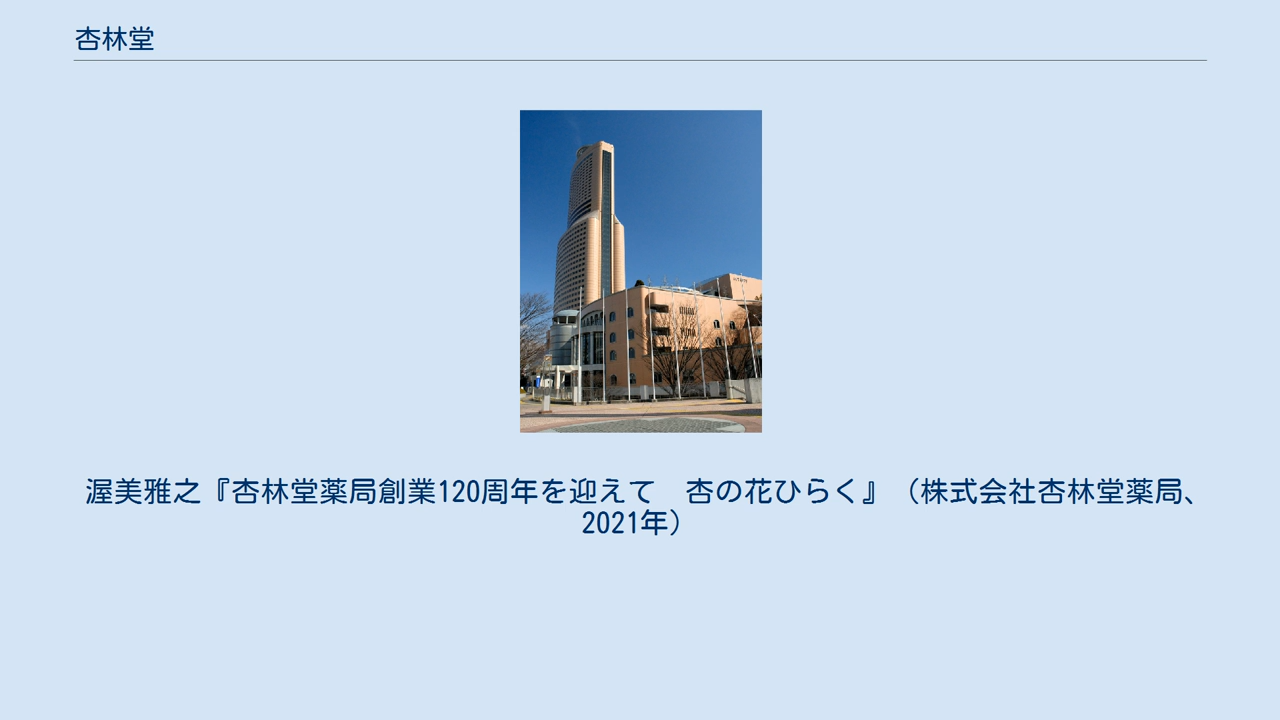 杏林堂
渥美雅之『杏林堂薬局創業120周年を迎えて　杏の花ひらく』（株式会社杏林堂薬局、
2021年）